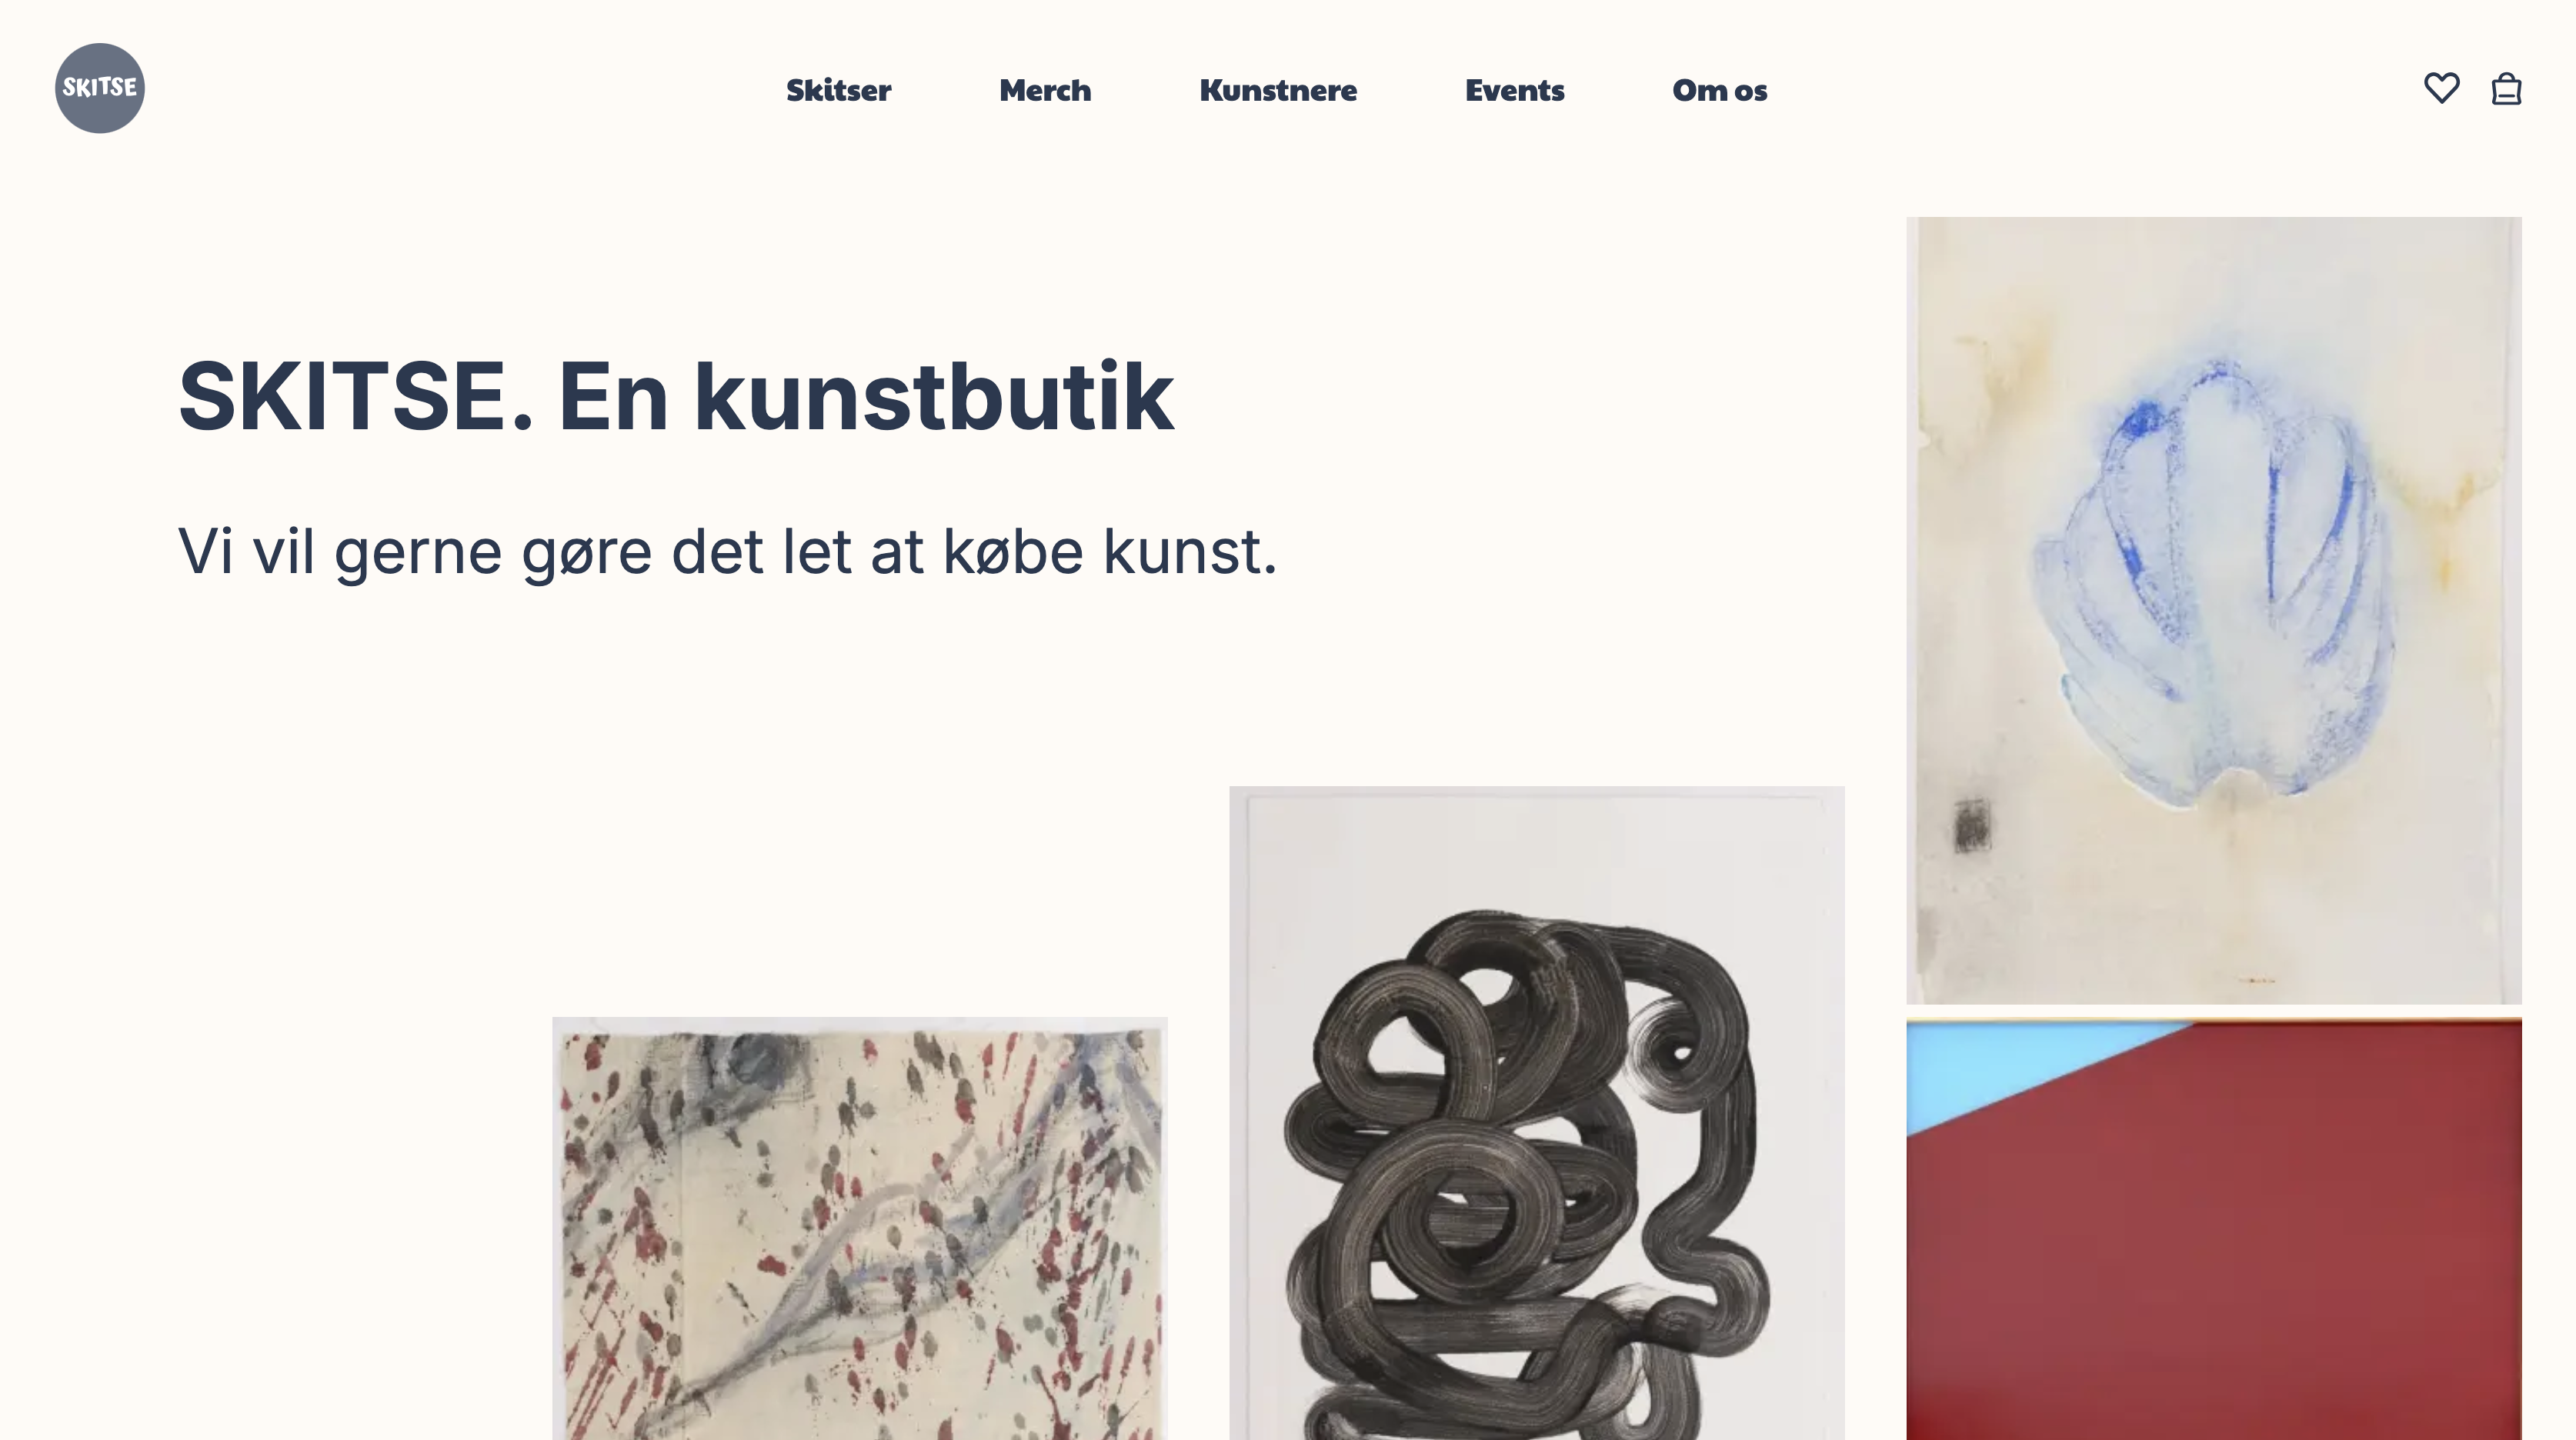 SKITSE
Skitser
Merch
Kunstnere
Events
Om os
SKITSE. En kunstbutik
Vi vil gerne gøre det let at købe kunst.